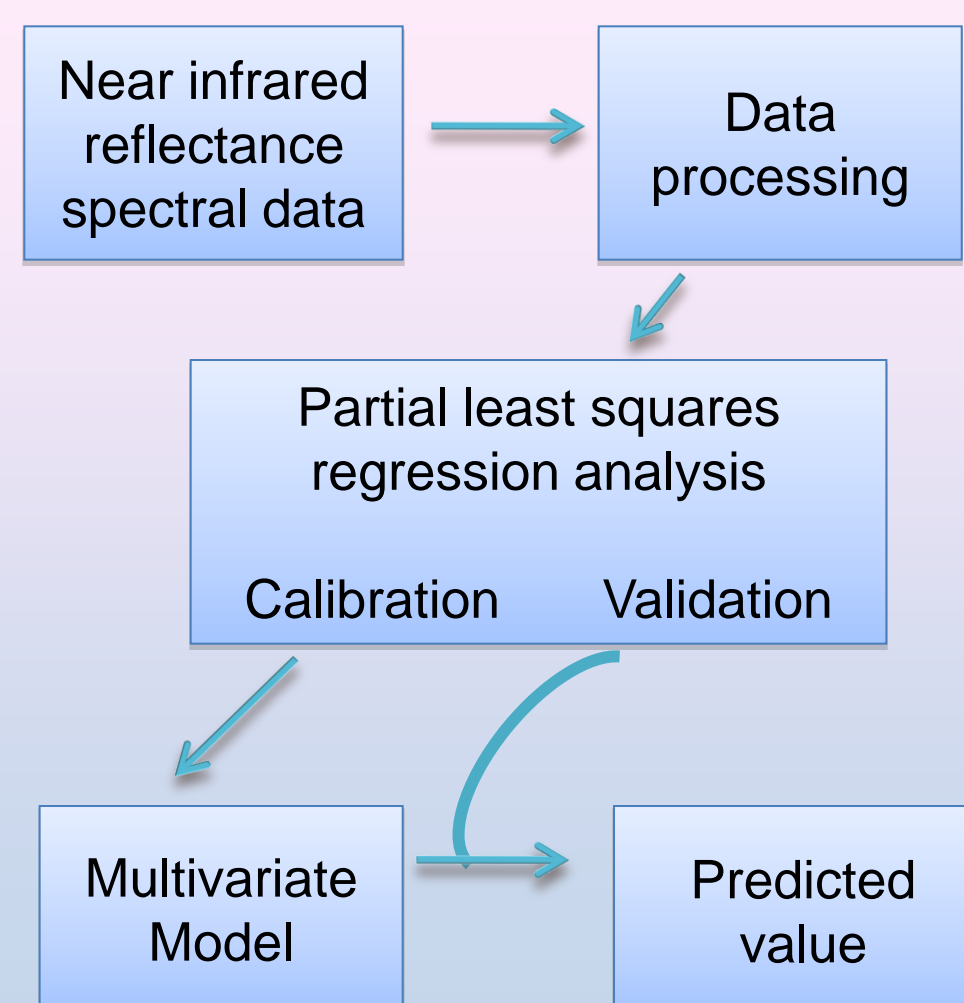 Near infrared
reflectance
spectral data
Data
processing
Partial least squares
regression analysis
Calibration Validation
Multivariate
Model
Predicted
value